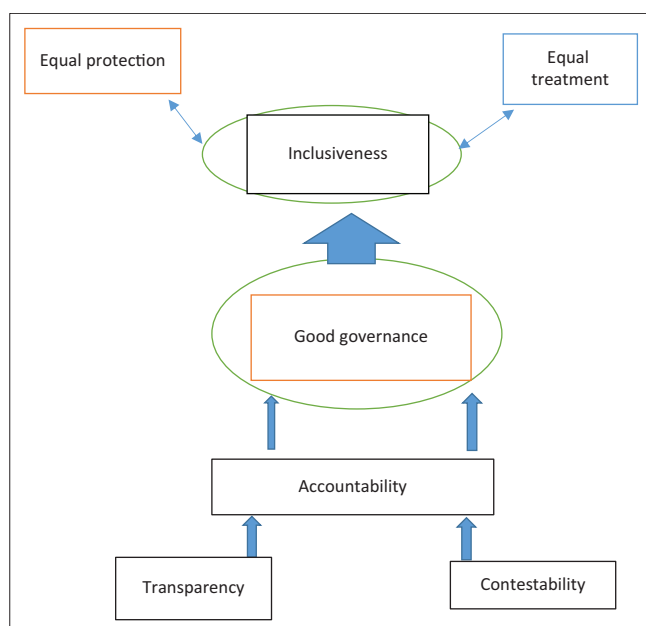 Equal protection
Equal
treatment
Inclusiveness
Good governance
Accountability
Transparency
Contestability